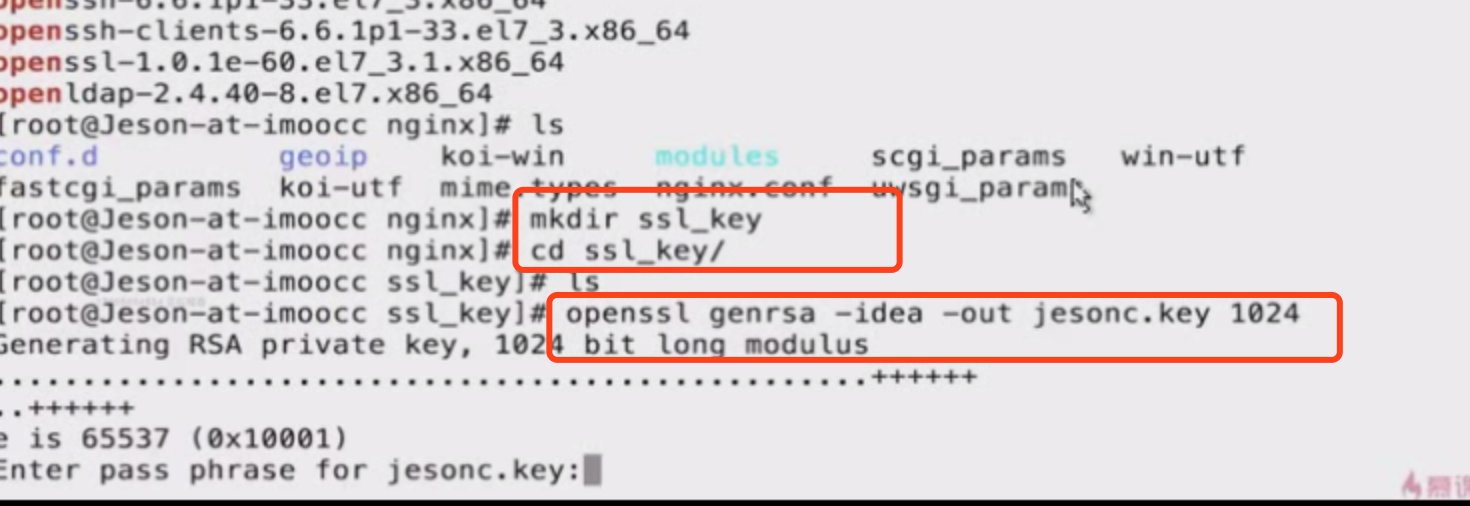 openssh-6.6.1p1-33.el7_3.x86_64
openssh-clients-6.6.1p1-33.el7_3.x86_64
openssl-1.0.1e-60.el7_3.1.x86_64
openldap-2.4.40-8.el7.x86_64
[root@Jeson-at-imoocc nginx]# ls
conf.d geoip koi-win modules scgi_params win-utf
fastcgi_params koi-utf mime.types nginx.conf uwsgi_param
[root@Jeson-at-imoocc nginx]# mkdir ssl_key
[root@Jeson-at-imoocc nginx]# cd ssl_key/
[root@Jeson-at-imoocc ssl_key]# ls
[root@Jeson-at-imoocc ssl_key]# openssl genrsa -idea -out jesonc.key 1024
Generating RSA private key, 1024 bit long modulus
................................................++++++
..++++++
e is 65537 (0x10001)
Enter pass phrase for jesonc.key: